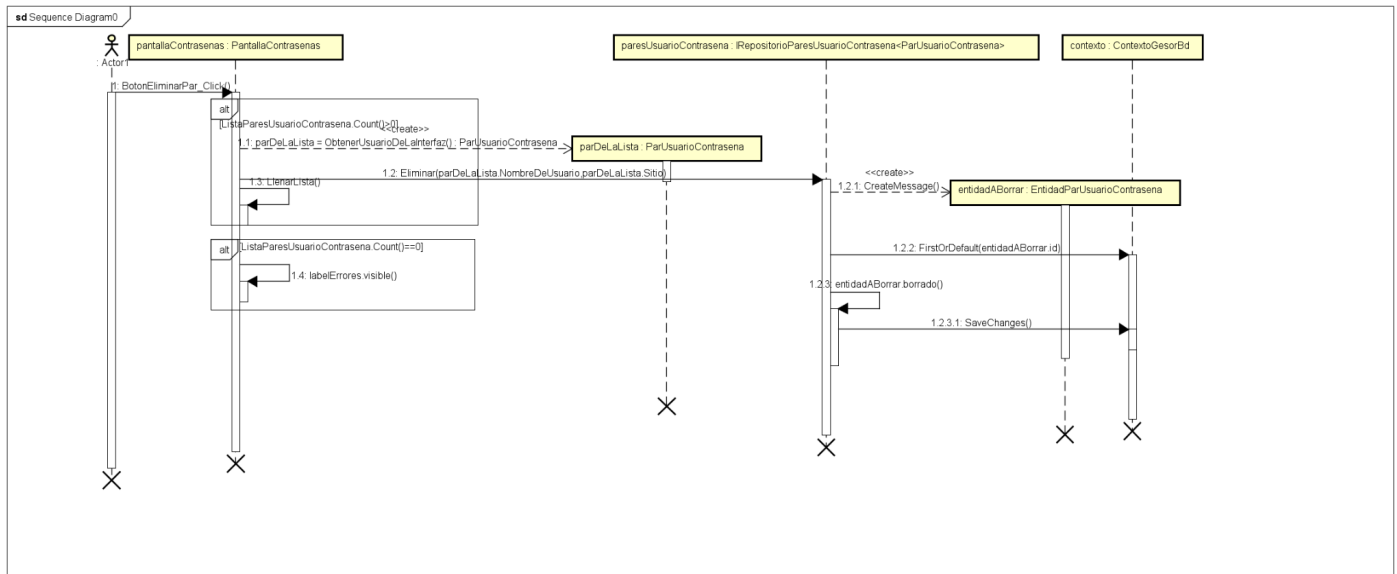 sd Sequence Diagram0
: Actor1
pantallaContrasenas : PantallaContrasenas
paresUsuarioContrasena : IRepositorioParesUsuarioContrasena<ParUsuarioContrasena>
contexto : ContextoGesorBd
1: BotonEliminarPar_Click()
alt
[ListaParesUsuarioContrasena.Count()>0]
<<create>>
1.1: parDeLaLista = ObtenerUsuarioDeLaInterfaz() : ParUsuarioContrasena
parDeLaLista : ParUsuarioContrasena
1.2: Eliminar(parDeLaLista.NombreDeUsuario,parDeLaLista.Sitio)
<<create>>
1.2.1: CreateMessage()
entidadABorrar : EntidadParUsuarioContrasena
1.3: LlenarLista()
alt
[ListaParesUsuarioContrasena.Count()==0]
1.2.2: FirstOrDefault(entidadABorrar.id)
1.4: labelErrores.visible()
1.2.3: entidadABorrar.borrado()
1.2.3.1: SaveChanges()